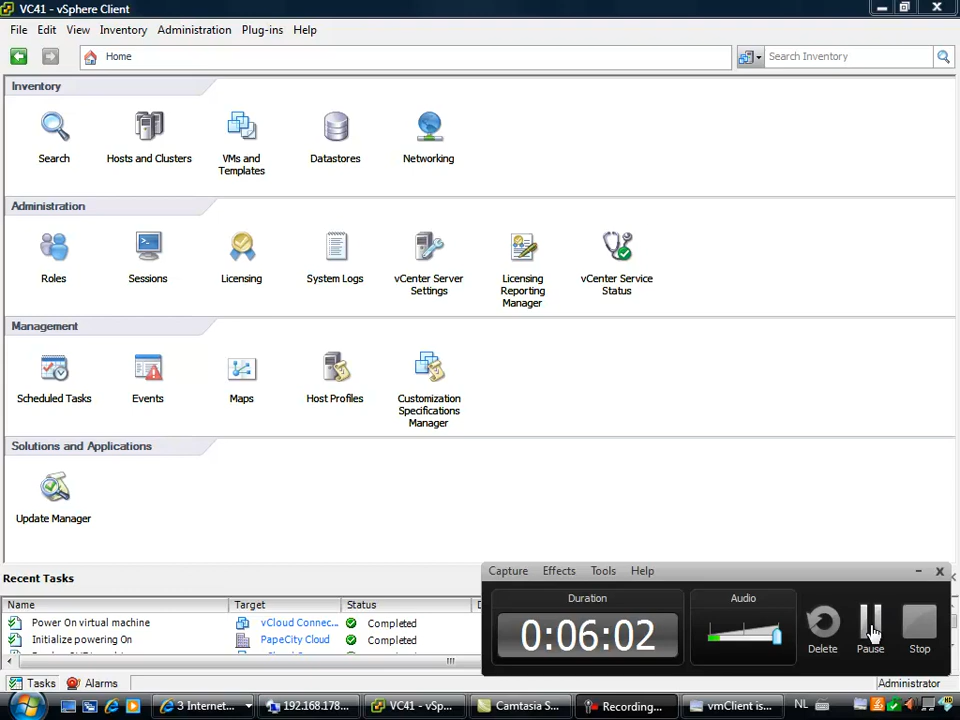 VC41 - vSphere Client
File Edit View Inventory Administration Plug-ins Help
Home
Search Inventory
Inventory
Search
Hosts and Clusters
VMs and
Templates
Datastores
Networking
Administration
Roles
Sessions
Licensing
System Logs
vCenter Server
Settings
Licensing
Reporting
Manager
vCenter Service
Status
Management
Scheduled Tasks
Events
Maps
Host Profiles
Customization
Specifications
Manager
Solutions and Applications
Update Manager
Recent Tasks
Name Target Status
Power On virtual machine vCloud Connec... Completed
Initialize powering On PapeCity Cloud Completed
Capture Effects Tools Help
Duration
0:06:02
Audio
Delete
Pause
Stop
Tasks Alarms Administrator
3 Internet... 192.168.178... VC41 - vSp... Camtasia S... Recording... vmClient is... NL